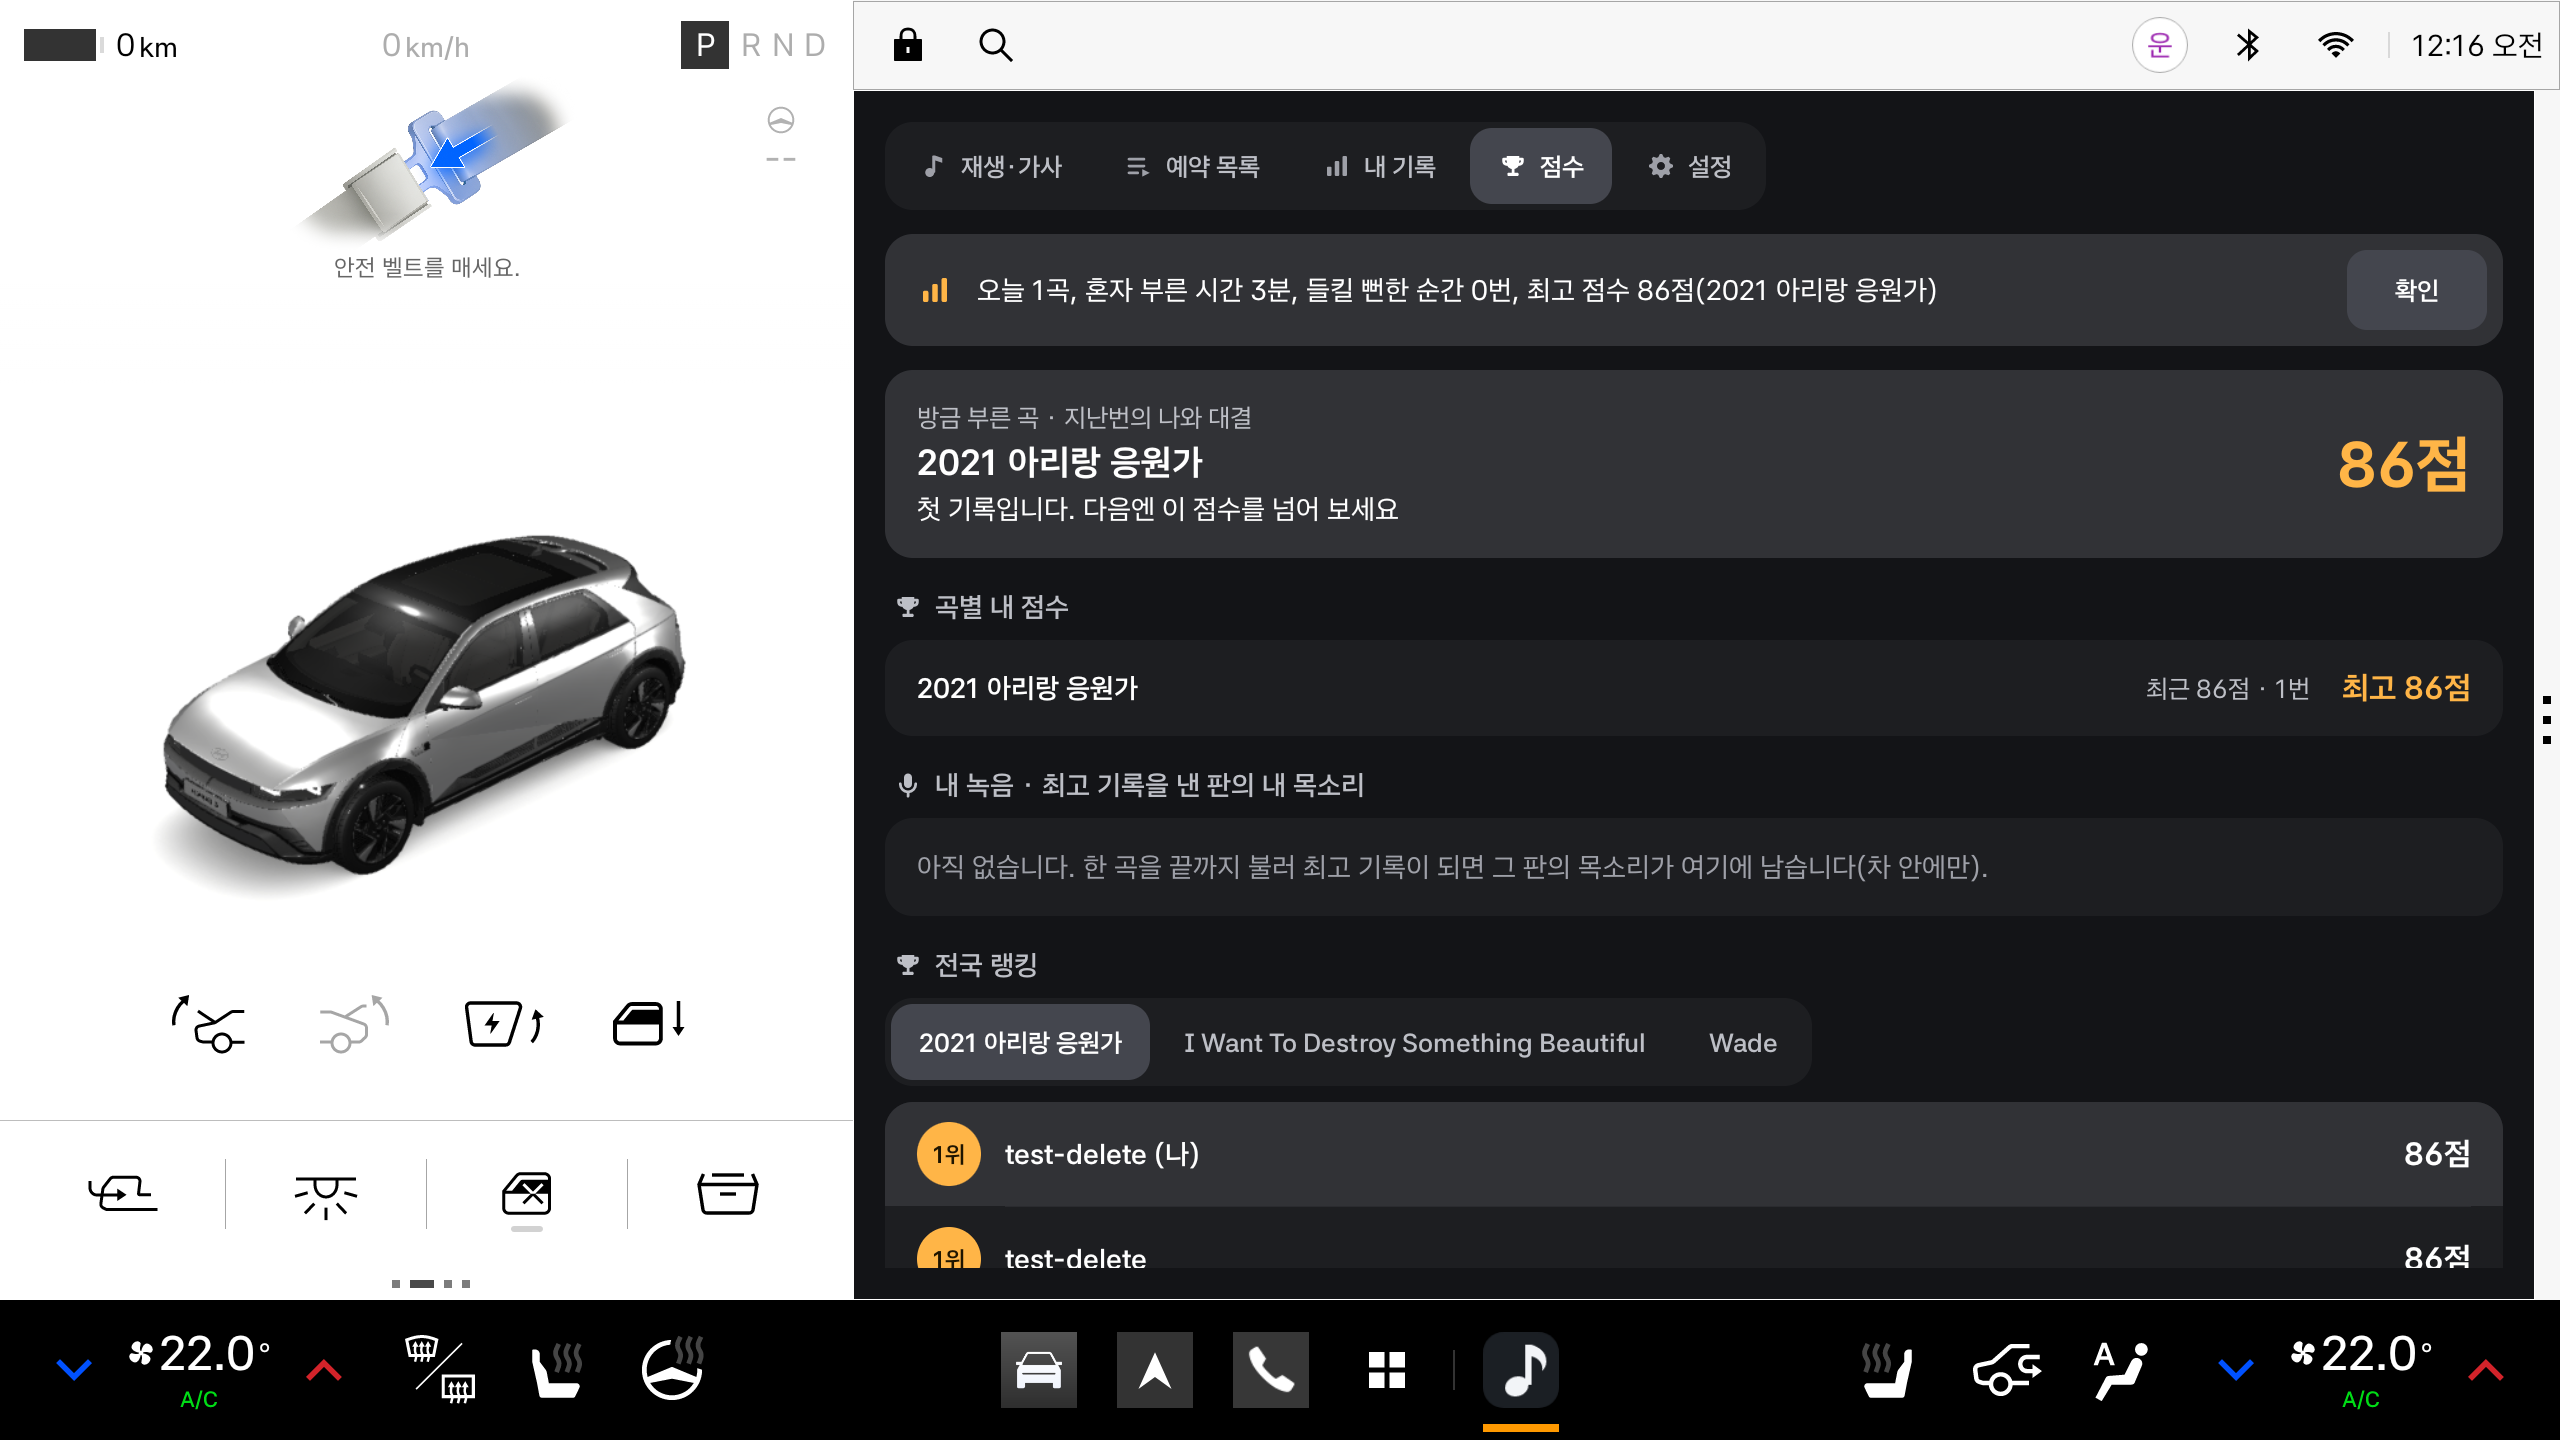 0 km
0 km/h
P R N D
12:16 오전
운
안전 벨트를 매세요.
재생·가사
예약 목록
내 기록
점수
설정
오늘 1곡, 혼자 부른 시간 3분, 들킬 뻔한 순간 0번, 최고 점수 86점(2021 아리랑 응원가)
확인
방금 부른 곡 · 지난번의 나와 대결
2021 아리랑 응원가
첫 기록입니다. 다음엔 이 점수를 넘어 보세요
86점
곡별 내 점수
2021 아리랑 응원가
최근 86점 · 1번
최고 86점
내 녹음 · 최고 기록을 낸 판의 내 목소리
아직 없습니다. 한 곡을 끝까지 불러 최고 기록이 되면 그 판의 목소리가 여기에 남습니다(차 안에만).
전국 랭킹
2021 아리랑 응원가
I Want To Destroy Something Beautiful
Wade
1위 test-delete (나) 86점
1위 test-delete 86점
22.0°
A/C
A
22.0°
A/C